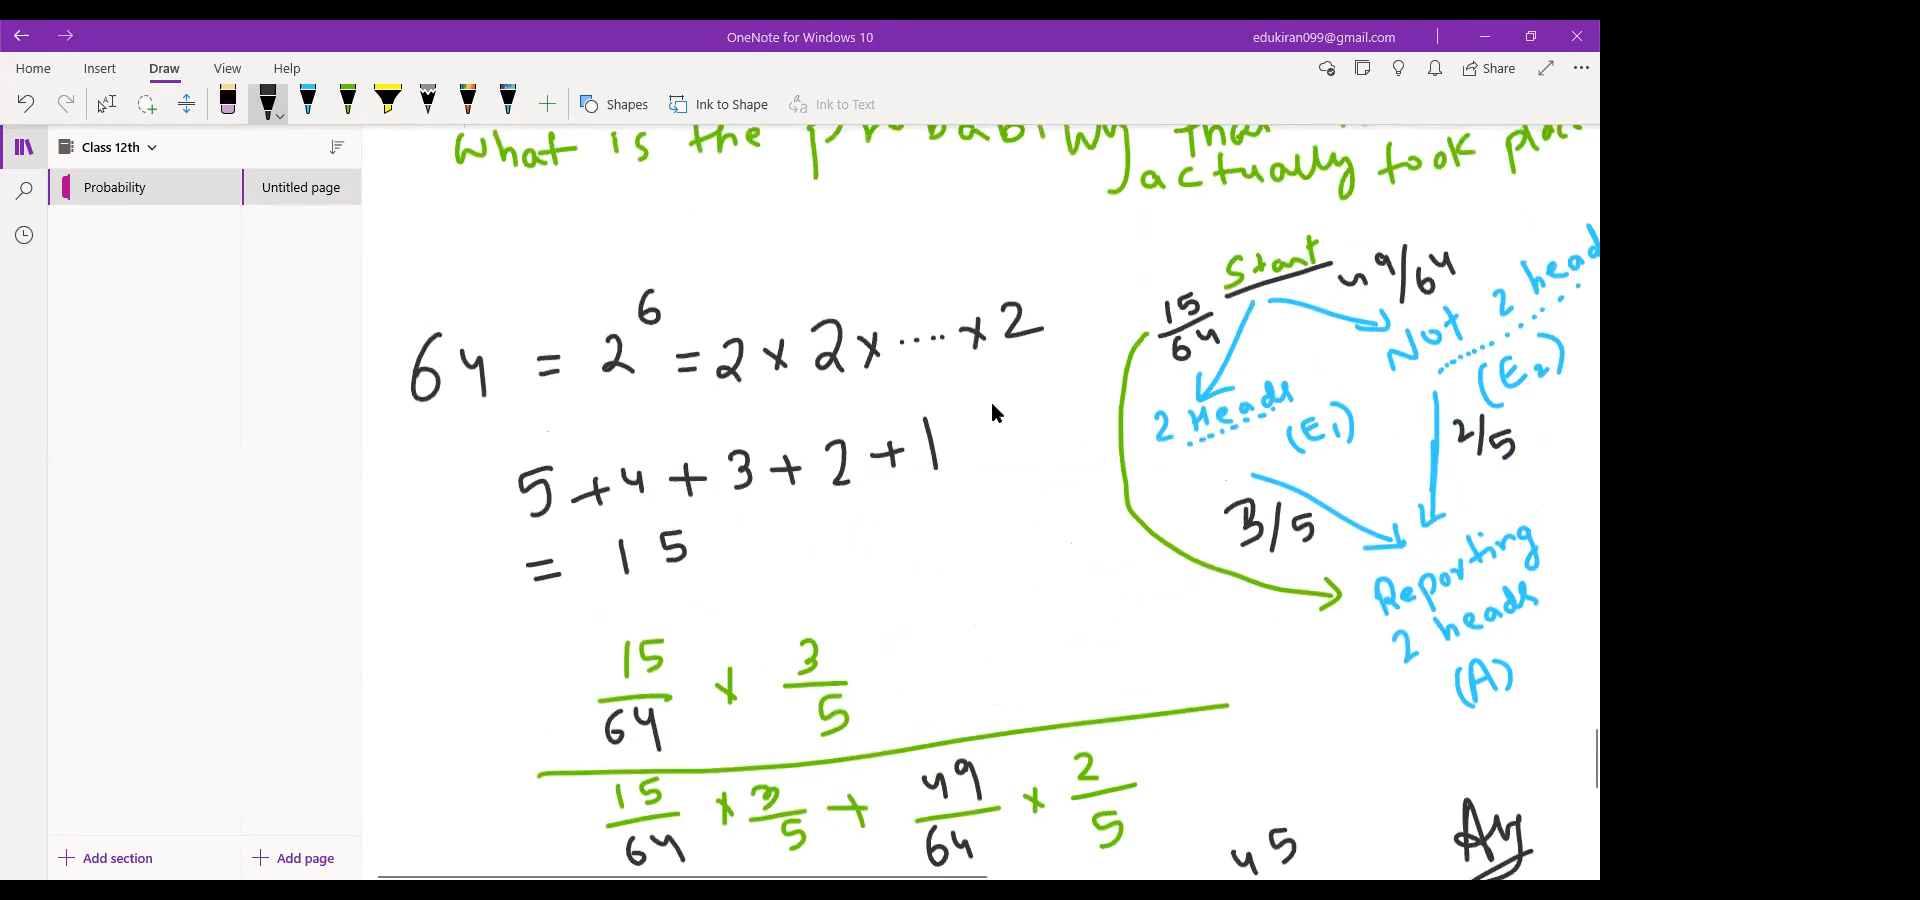 OneNote for Windows 10
edukiran099@gmail.com
Home Insert Draw View Help
Share
Shapes Ink to Shape Ink to Text
Class 12th
Probability
Untitled page
What is the probability that
actually took plac
64 = 2^6 = 2 × 2 × ..... × 2
5 + 4 + 3 + 2 + 1
= 15
15/64 × 3/5
15/64 × 3/5 + 49/64 × 2/5
45
Start
15/64
49/64
2 Heads
(E1)
Not 2 head
(E2)
2/5
3/5
Reporting
2 heads
(A)
Add section
Add page